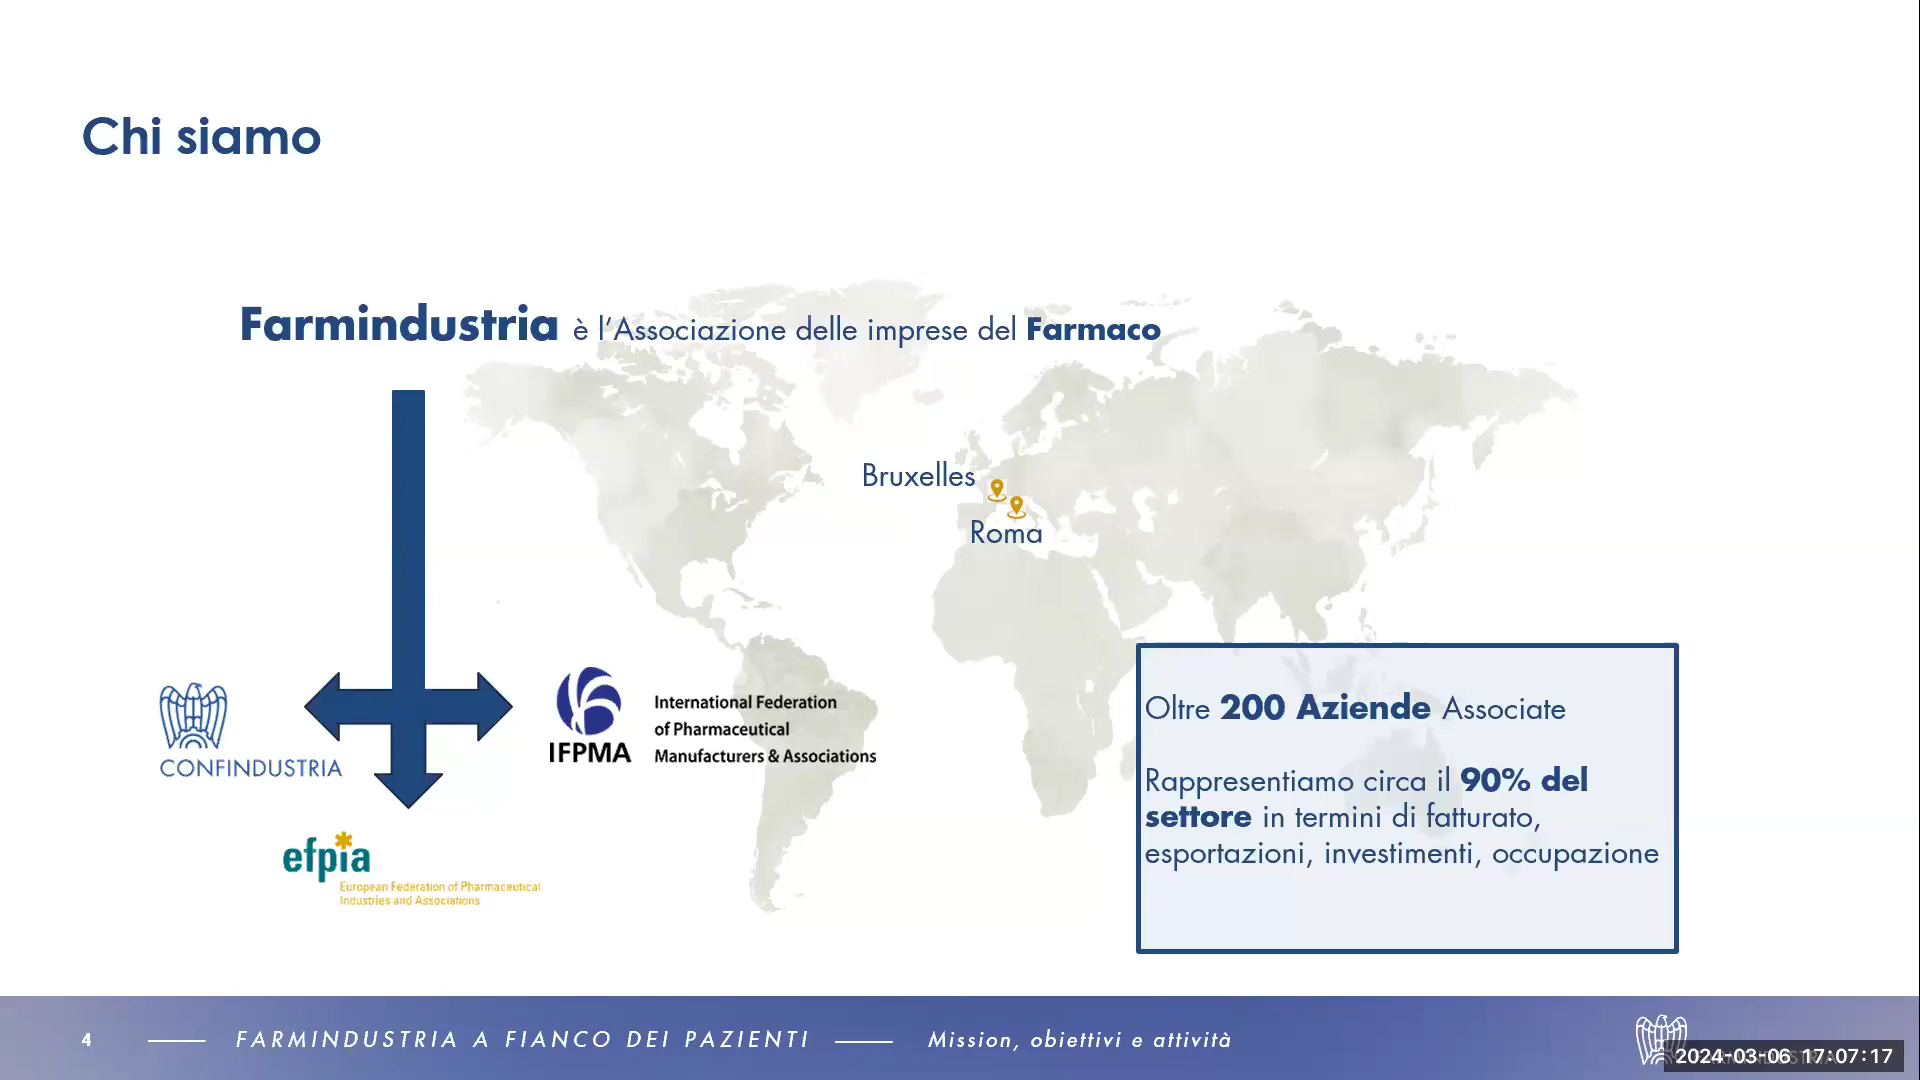 Chi siamo
Farmindustria è l'Associazione delle imprese del Farmaco
Bruxelles
Roma
CONFINDUSTRIA
IFPMA
International Federation
of Pharmaceutical
Manufacturers & Associations
efpia
European Federation of Pharmaceutical
Industries and Associations
Oltre 200 Aziende Associate
Rappresentiamo circa il 90% del
settore in termini di fatturato,
esportazioni, investimenti, occupazione
4
FARMINDUSTRIA A FIANCO DEI PAZIENTI
Mission, obiettivi e attività
2024-03-06 17:07:17